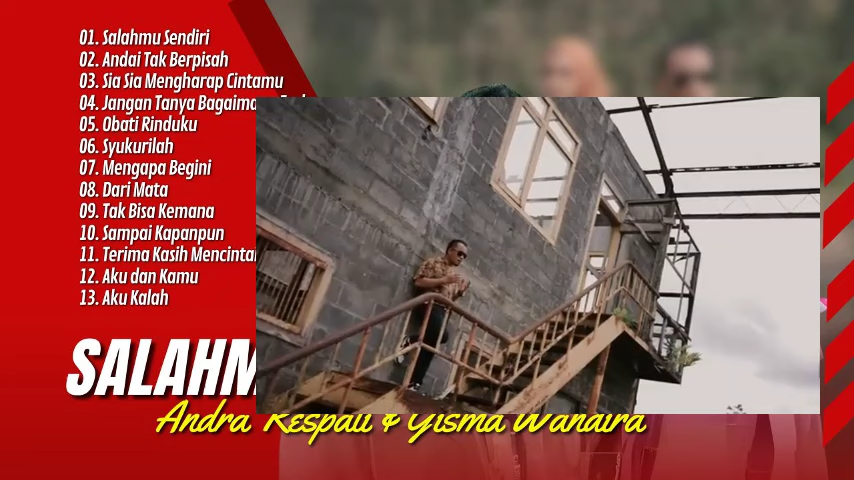 01. Salahmu Sendiri
02. Andai Tak Berpisah
03. Sia Sia Mengharap Cintamu
04. Jangan Tanya
05. Obati Rinduku
06. Syukurilah
07. Mengapa Begini
08. Dari Mata
09. Tak Bisa Kemana
10. Sampai Kapanpun
11. Terima Kasih
12. Aku dan Kamu
13. Aku Kalah
SALAHM
Andra Respati & Gisma Wandira